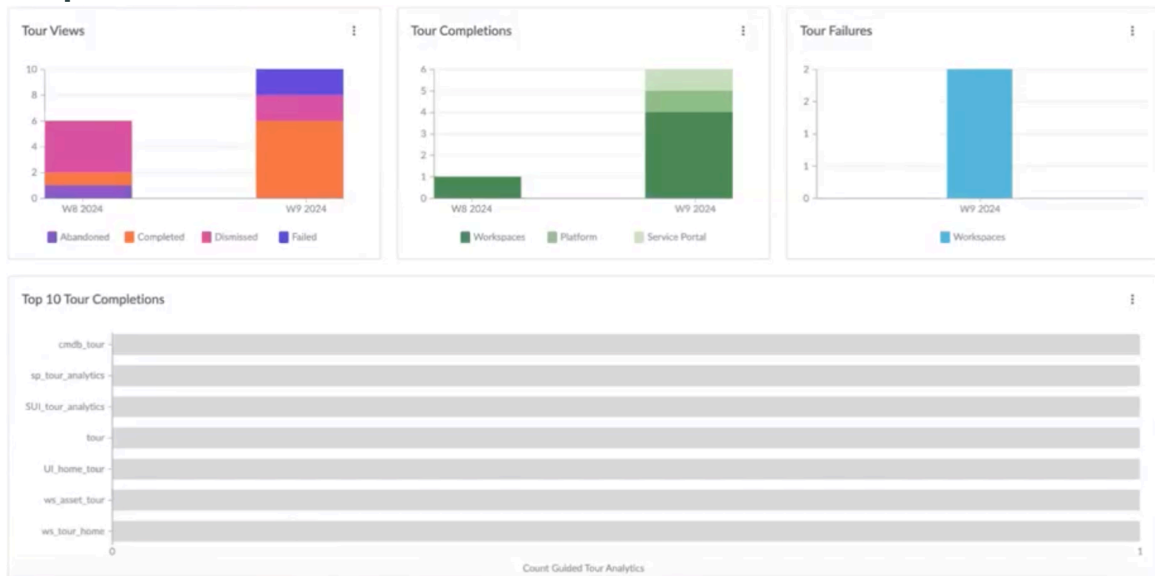 Tour Views
10
8
6
4
2
0
W8 2024
W9 2024
Abandoned
Completed
Dismissed
Failed
Tour Completions
6
5
4
3
2
1
0
W8 2024
W9 2024
Workspaces
Platform
Service Portal
Tour Failures
2
2
1
1
0
W9 2024
Workspaces
Top 10 Tour Completions
cmdb_tour
sp_tour_analytics
SUI_tour_analytics
tour
UI_home_tour
ws_asset_tour
ws_tour_home
0
1
Count Guided Tour Analytics